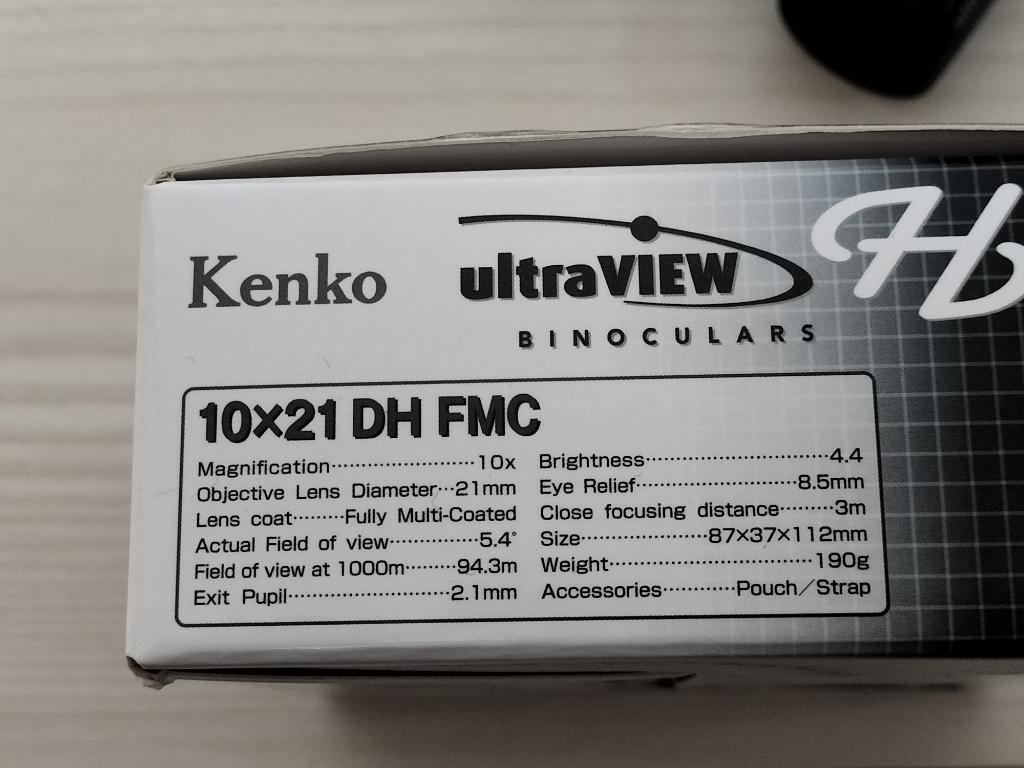 Kenko
ultraVIEW
BINOCULARS
H
10×21 DH FMC
Magnification························10x
Objective Lens Diameter···21mm
Lens coat·········Fully Multi-Coated
Actual Field of view··············5.4°
Field of view at 1000m·········94.3m
Exit Pupil···························2.1mm
Brightness······························4.4
Eye Relief···························8.5mm
Close focusing distance·········3m
Size·····················87×37×112mm
Weight··································190g
Accessories············Pouch／Strap